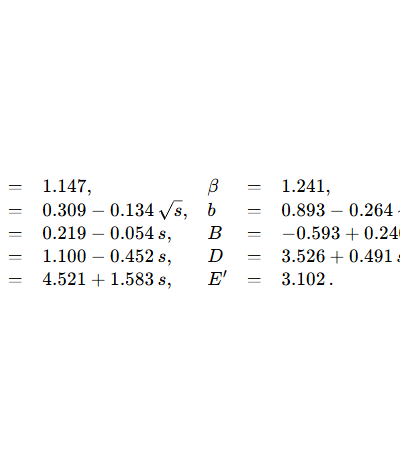 = 1.147, β = 1.241,
= 0.309 − 0.134 √s, b = 0.893 − 0.264
= 0.219 − 0.054 s, B = −0.593 + 0.240
= 1.100 − 0.452 s, D = 3.526 + 0.491 s
= 4.521 + 1.583 s, E′ = 3.102 .